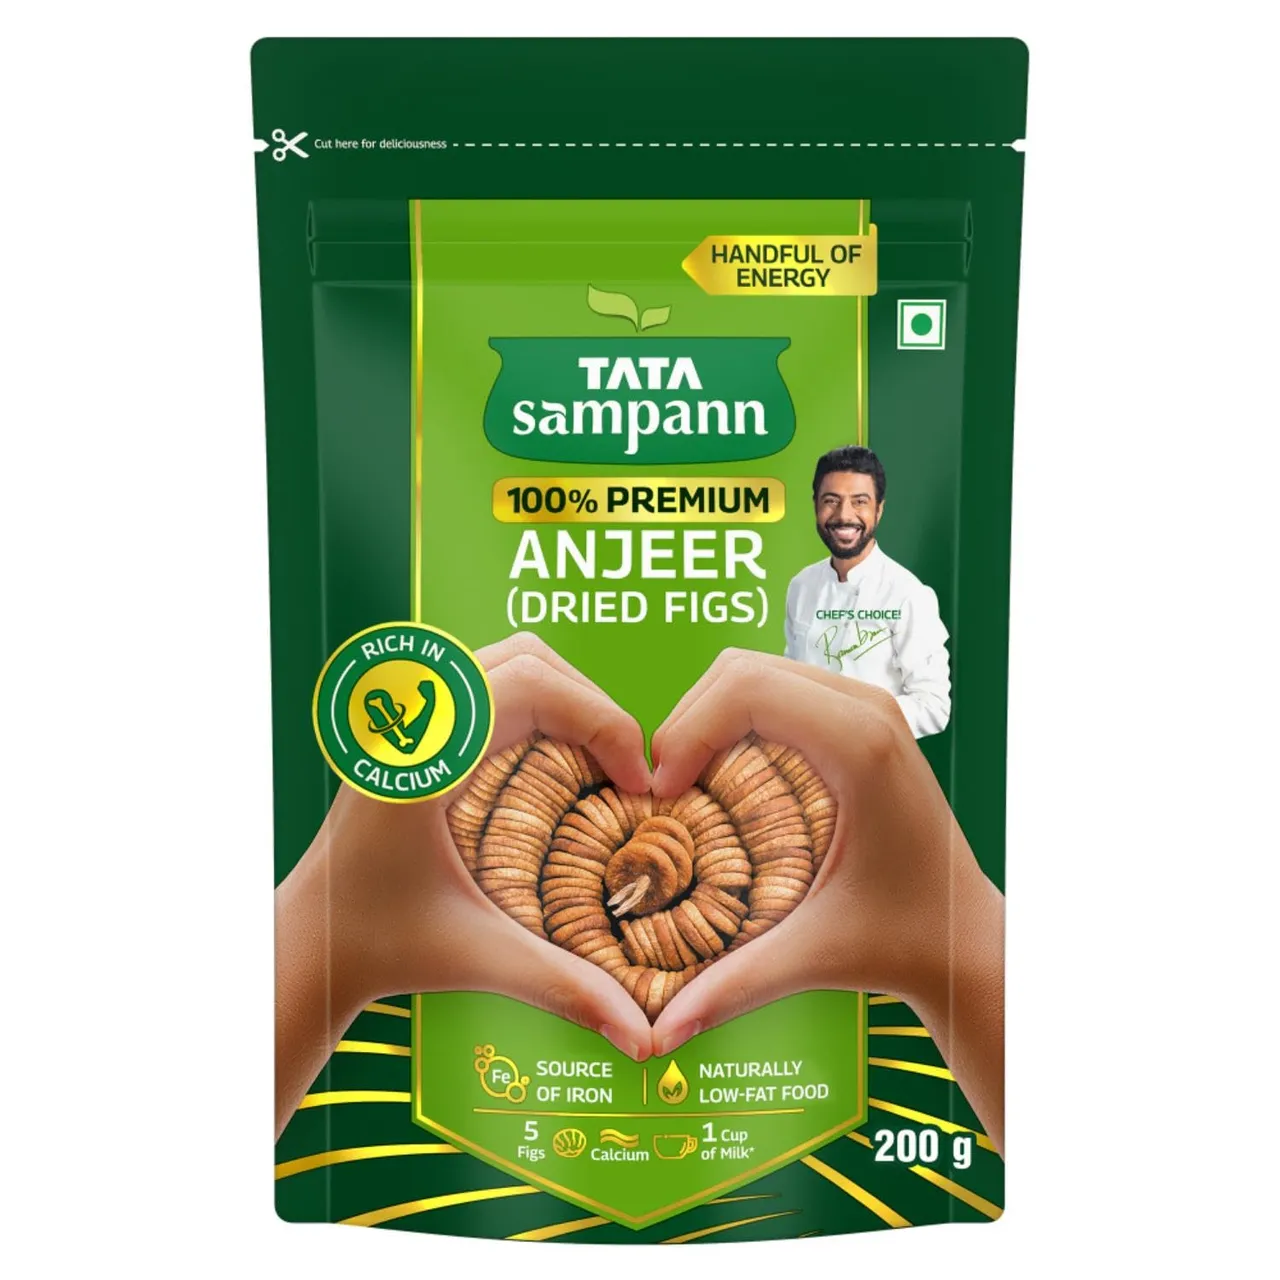 Cut here for deliciousness
HANDFUL OF
ENERGY
TATA
sampann
100% PREMIUM
ANJEER
(DRIED FIGS)
CHEF'S CHOICE!
RICH IN
CALCIUM
Fe
SOURCE
OF IRON
NATURALLY
LOW-FAT FOOD
5
Figs
Calcium
1 Cup
of Milk*
200 g